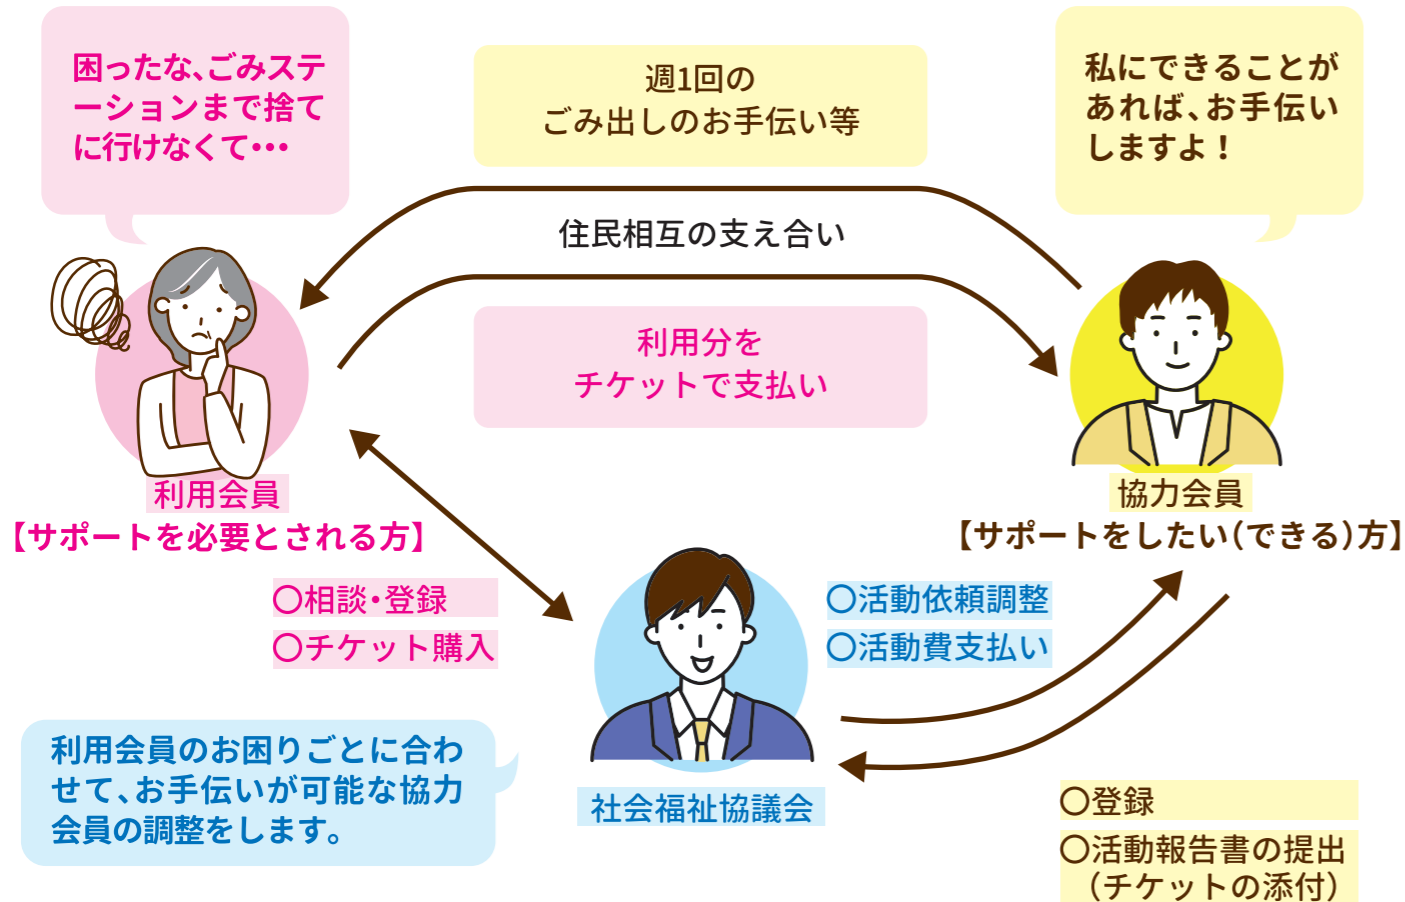 困ったな、ごみステ
ーションまで捨て
に行けなくて・・・
週1回の
ごみ出しのお手伝い等
私にできることが
あれば、お手伝い
しますよ！
住民相互の支え合い
利用分を
チケットで支払い
利用会員
【サポートを必要とされる方】
協力会員
【サポートをしたい（できる）方】
〇相談・登録
〇チケット購入
〇活動依頼調整
〇活動費支払い
利用会員のお困りごとに合わ
せて、お手伝いが可能な協力
会員の調整をします。
社会福祉協議会
〇登録
〇活動報告書の提出
（チケットの添付）